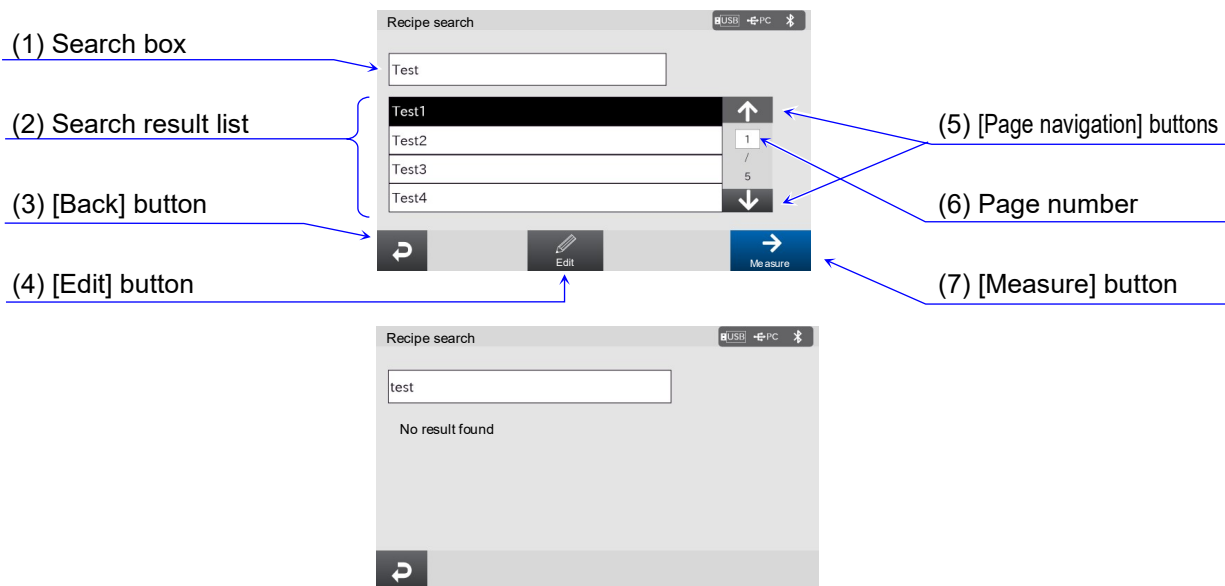 Recipe search
USB PC
(1) Search box
Test
(2) Search result list
Test1
Test2
Test3
Test4
1
/
5
(5) [Page navigation] buttons
(3) [Back] button
(6) Page number
Edit
Measure
(4) [Edit] button
(7) [Measure] button
Recipe search
USB PC
test
No result found